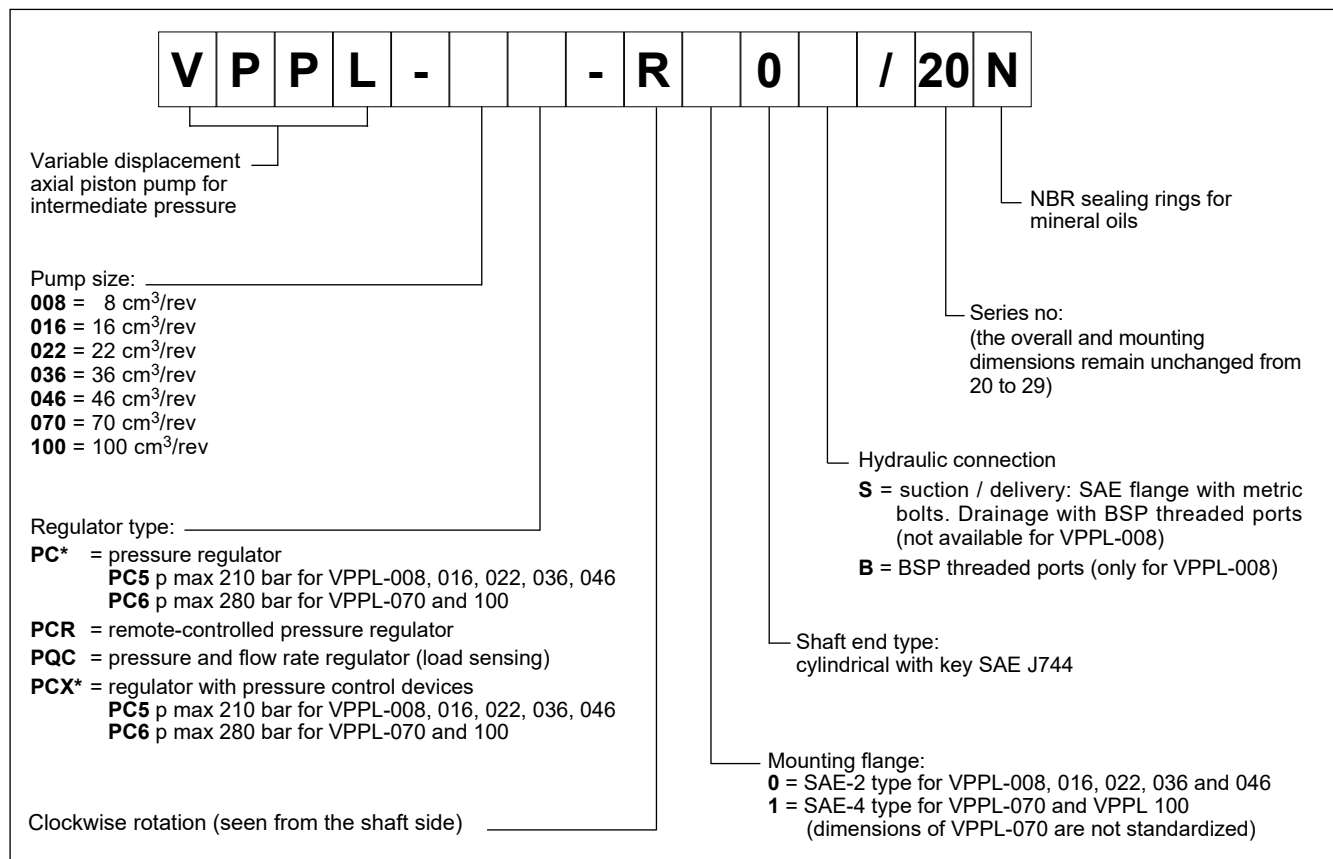 V P P L - - R 0 / 20 N
Variable displacement
axial piston pump for
intermediate pressure
NBR sealing rings for
mineral oils
Pump size:
008 = 8 cm³/rev
016 = 16 cm³/rev
022 = 22 cm³/rev
036 = 36 cm³/rev
046 = 46 cm³/rev
070 = 70 cm³/rev
100 = 100 cm³/rev
Series no:
(the overall and mounting
dimensions remain unchanged from
20 to 29)
Hydraulic connection
S = suction / delivery: SAE flange with metric
bolts. Drainage with BSP threaded ports
(not available for VPPL-008)
B = BSP threaded ports (only for VPPL-008)
Regulator type:
PC* = pressure regulator
PC5 p max 210 bar for VPPL-008, 016, 022, 036, 046
PC6 p max 280 bar for VPPL-070 and 100
PCR = remote-controlled pressure regulator
PQC = pressure and flow rate regulator (load sensing)
PCX* = regulator with pressure control devices
PC5 p max 210 bar for VPPL-008, 016, 022, 036, 046
PC6 p max 280 bar for VPPL-070 and 100
Shaft end type:
cylindrical with key SAE J744
Mounting flange:
0 = SAE-2 type for VPPL-008, 016, 022, 036 and 046
1 = SAE-4 type for VPPL-070 and VPPL 100
(dimensions of VPPL-070 are not standardized)
Clockwise rotation (seen from the shaft side)